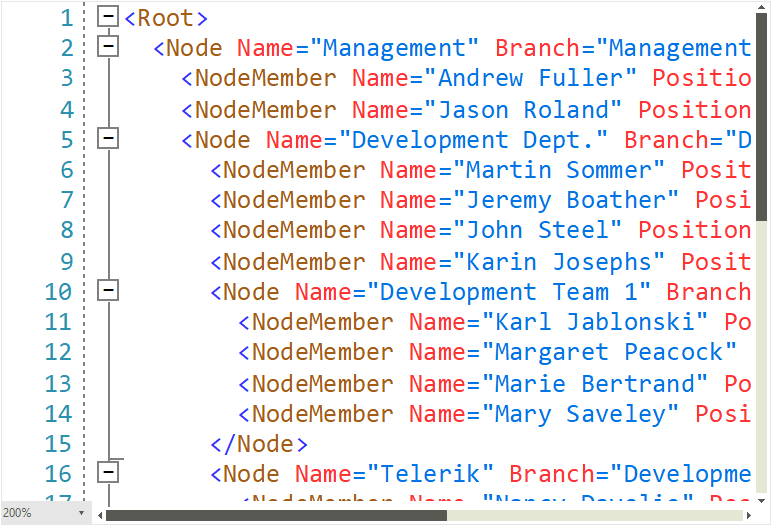 1 <Root>
2 <Node Name="Management" Branch="Management
3 <NodeMember Name="Andrew Fuller" Positio
4 <NodeMember Name="Jason Roland" Position
5 <Node Name="Development Dept." Branch="D
6 <NodeMember Name="Martin Sommer" Posit
7 <NodeMember Name="Jeremy Boather" Posi
8 <NodeMember Name="John Steel" Position
9 <NodeMember Name="Karin Josephs" Posit
10 <Node Name="Development Team 1" Branch
11 <NodeMember Name="Karl Jablonski" Po
12 <NodeMember Name="Margaret Peacock"
13 <NodeMember Name="Marie Bertrand" Po
14 <NodeMember Name="Mary Saveley" Posi
15 </Node>
16 <Node Name="Telerik" Branch="Developme
17 <NodeMember Name="Nancy
200%